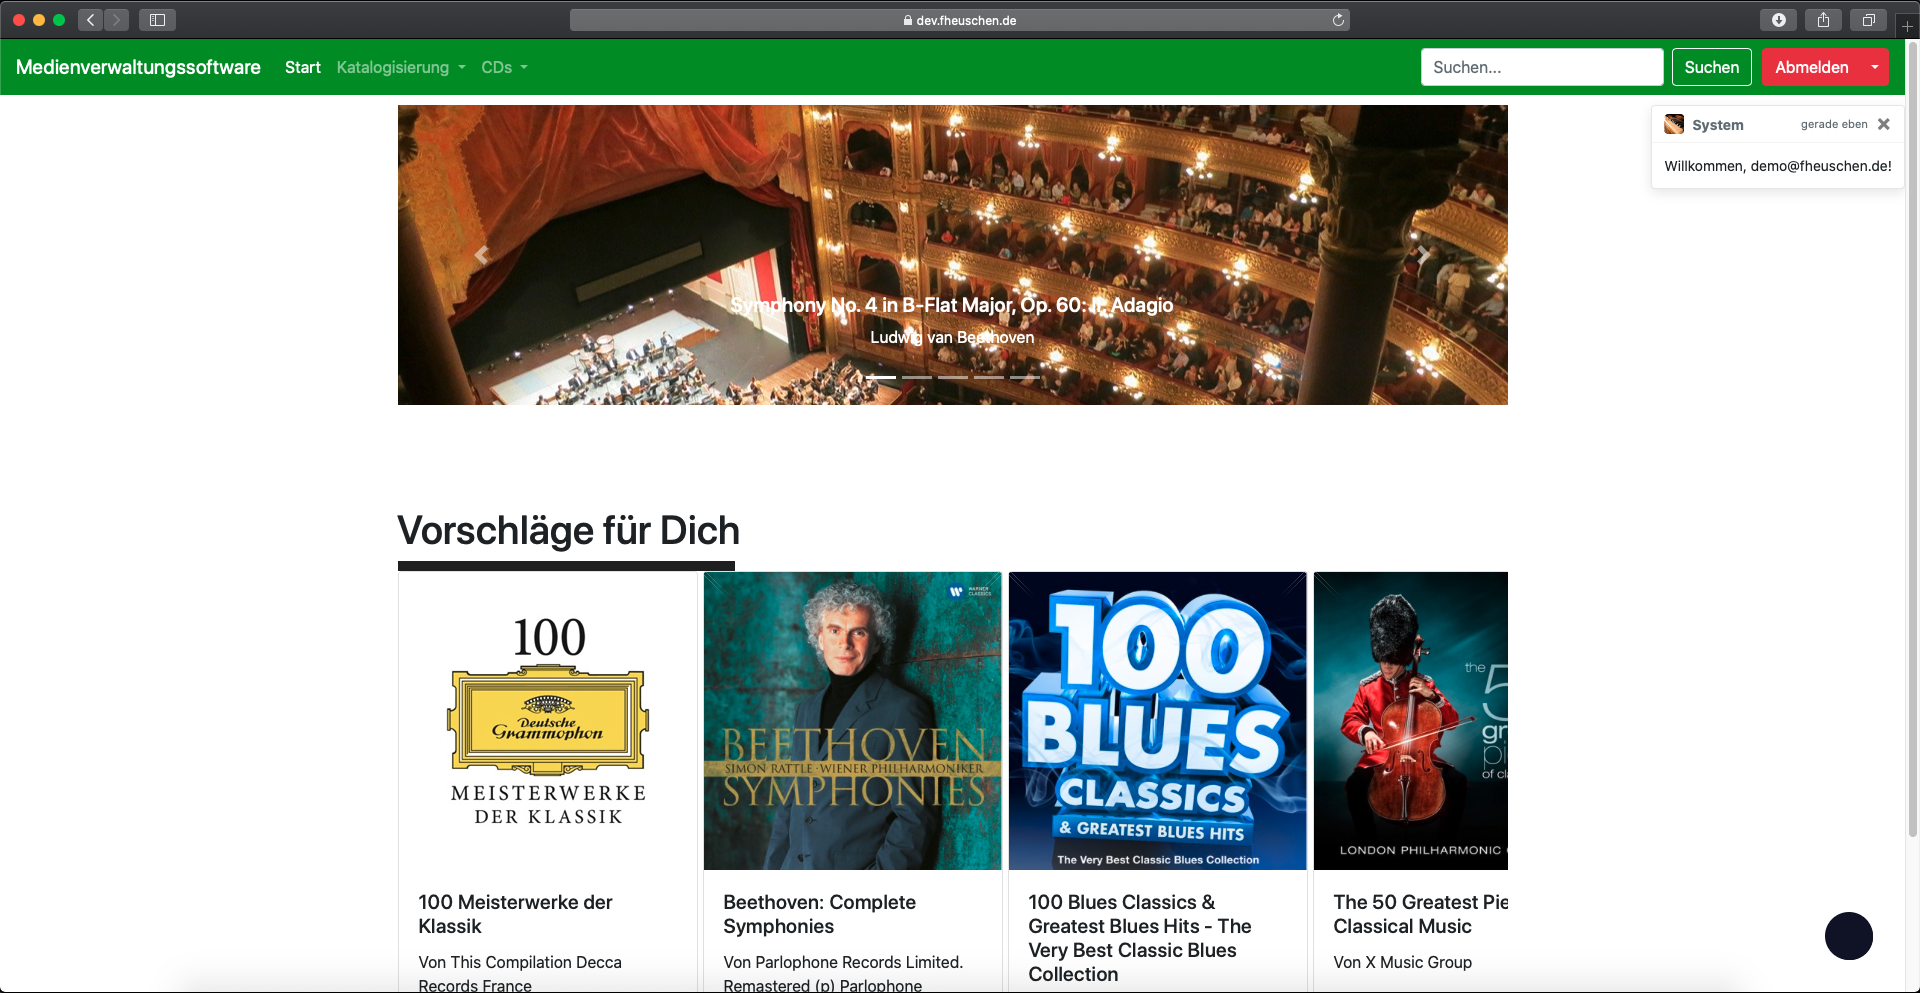 dev.fheuschen.de
Medienverwaltungssoftware Start Katalogisierung CDs Suchen... Suchen Abmelden
System gerade eben
Willkommen, demo@fheuschen.de!
Symphony No. 4 in B-Flat Major, Op. 60: II. Adagio
Ludwig van Beethoven
Vorschläge für Dich
100
Deutsche
Grammophon
MEISTERWERKE
DER KLASSIK
WARNER
CLASSICS
BEETHOVEN
SIMON RATTLE · WIENER PHILHARMONIKER
SYMPHONIES
100
BLUES
CLASSICS
& GREATEST BLUES HITS
The Very Best Classic Blues Collection
the
5
gr
pi
of cl
LONDON PHILHARMONIC
100 Meisterwerke der
Klassik
Von This Compilation Decca
Records France
Beethoven: Complete
Symphonies
Von Parlophone Records Limited.
Remastered (p) Parlophone
100 Blues Classics &
Greatest Blues Hits - The
Very Best Classic Blues
Collection
The 50 Greatest Pie
Classical Music
Von X Music Group